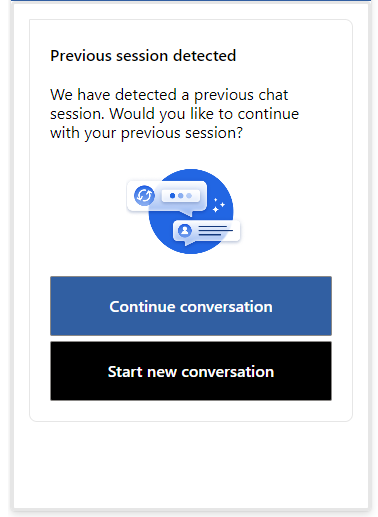 Previous session detected
We have detected a previous chat
session. Would you like to continue
with your previous session?
Continue conversation
Start new conversation